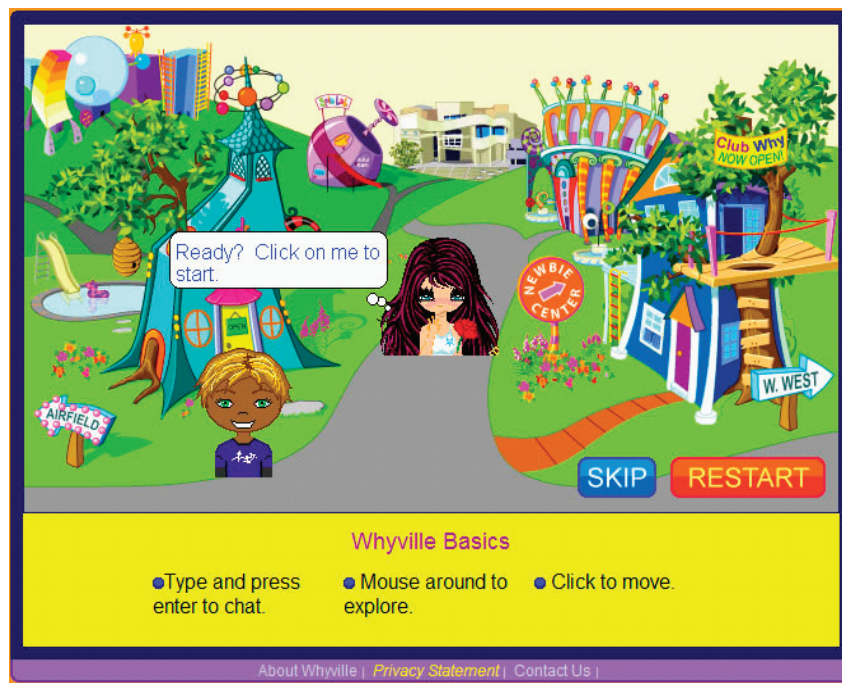 Club Why
NOW OPEN!
Ready? Click on me to
start.
NEWBIE
CENTER
OPEN
W. WEST
AIRFIELD
SKIP
RESTART
Whyville Basics
Type and press
enter to chat.
Mouse around to
explore.
Click to move.
About Whyville | Privacy Statement | Contact Us |